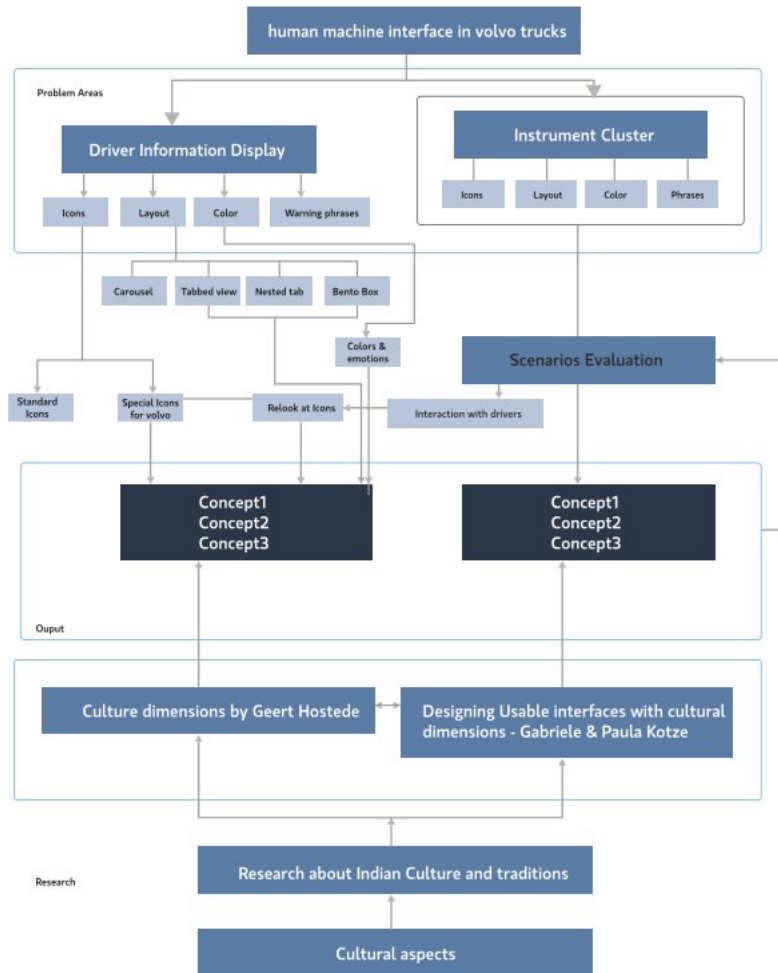 human machine interface in volvo trucks
Problem Areas
Driver Information Display
Instrument Cluster
Icons
Layout
Color
Warning phrases
Icons
Layout
Color
Phrases
Carousel
Tabbed view
Nested tab
Bento Box
Colors &
emotions
Scenarios Evaluation
Standard
Icons
Special Icons
for volvo
Relook at Icons
Interaction with drivers
Concept1
Concept2
Concept3
Concept1
Concept2
Concept3
Ouput
Culture dimensions by Geert Hostede
Designing Usable interfaces with cultural
dimensions - Gabriele & Paula Kotze
Research about Indian Culture and traditions
Research
Cultural aspects